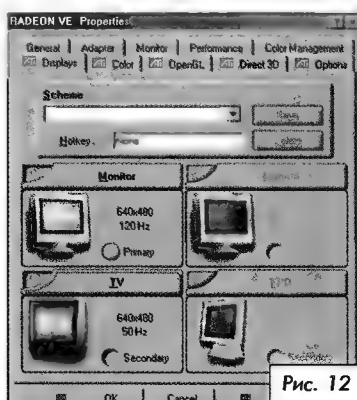 RADEON VE Properties
General Adapter Monitor Performance Color Management
Displays Color OpenGL Direct 3D Options
Scheme
Hotkey
Monitor
640x480
120 Hz
Primary
TV
640x480
50 Hz
Secondary
Secondary
OK Cancel
Рис. 12